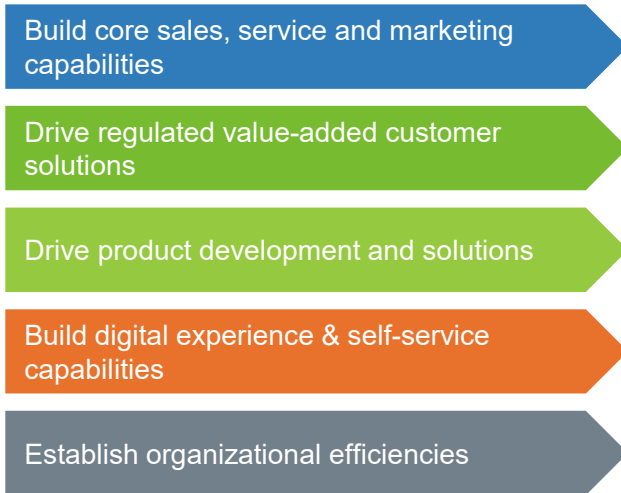 Build core sales, service and marketing
capabilities
Drive regulated value-added customer
solutions
Drive product development and solutions
Build digital experience & self-service
capabilities
Establish organizational efficiencies